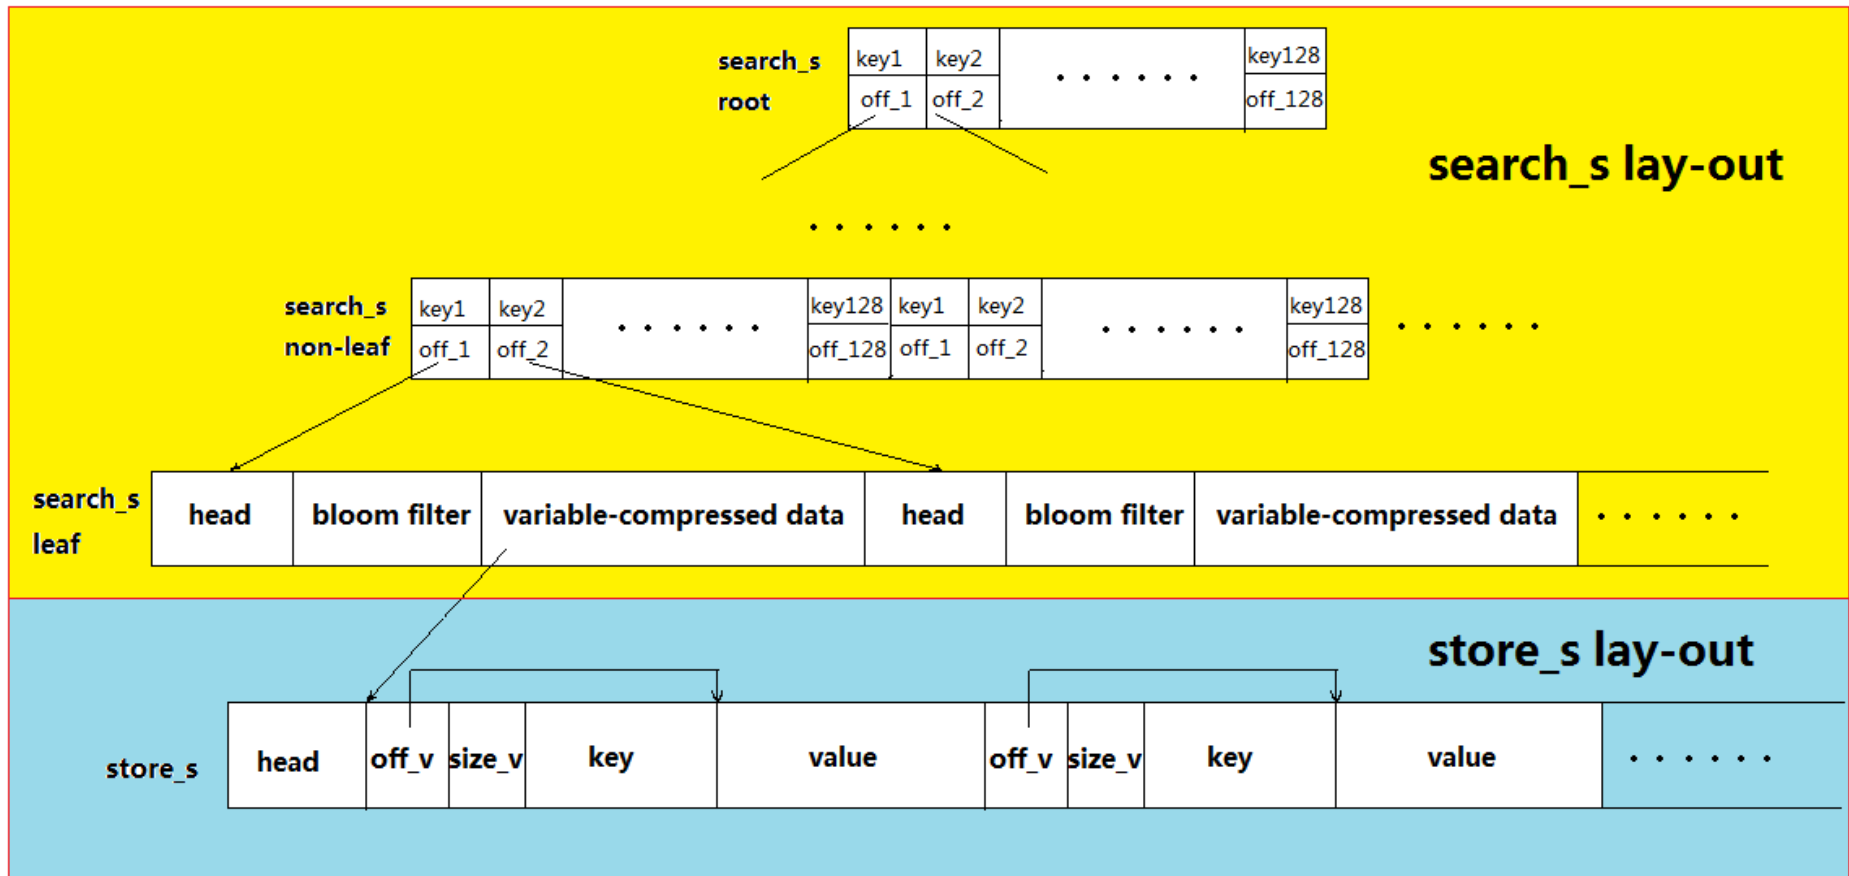 search_s
root
key1 key2 key128
off_1 off_2 off_128
search_s lay-out
search_s
non-leaf
key1 key2 key128 key1 key2 key128
off_1 off_2 off_128 off_1 off_2 off_128
search_s
leaf
head bloom filter variable-compressed data head bloom filter variable-compressed data
store_s lay-out
store_s
head off_v size_v key value off_v size_v key value